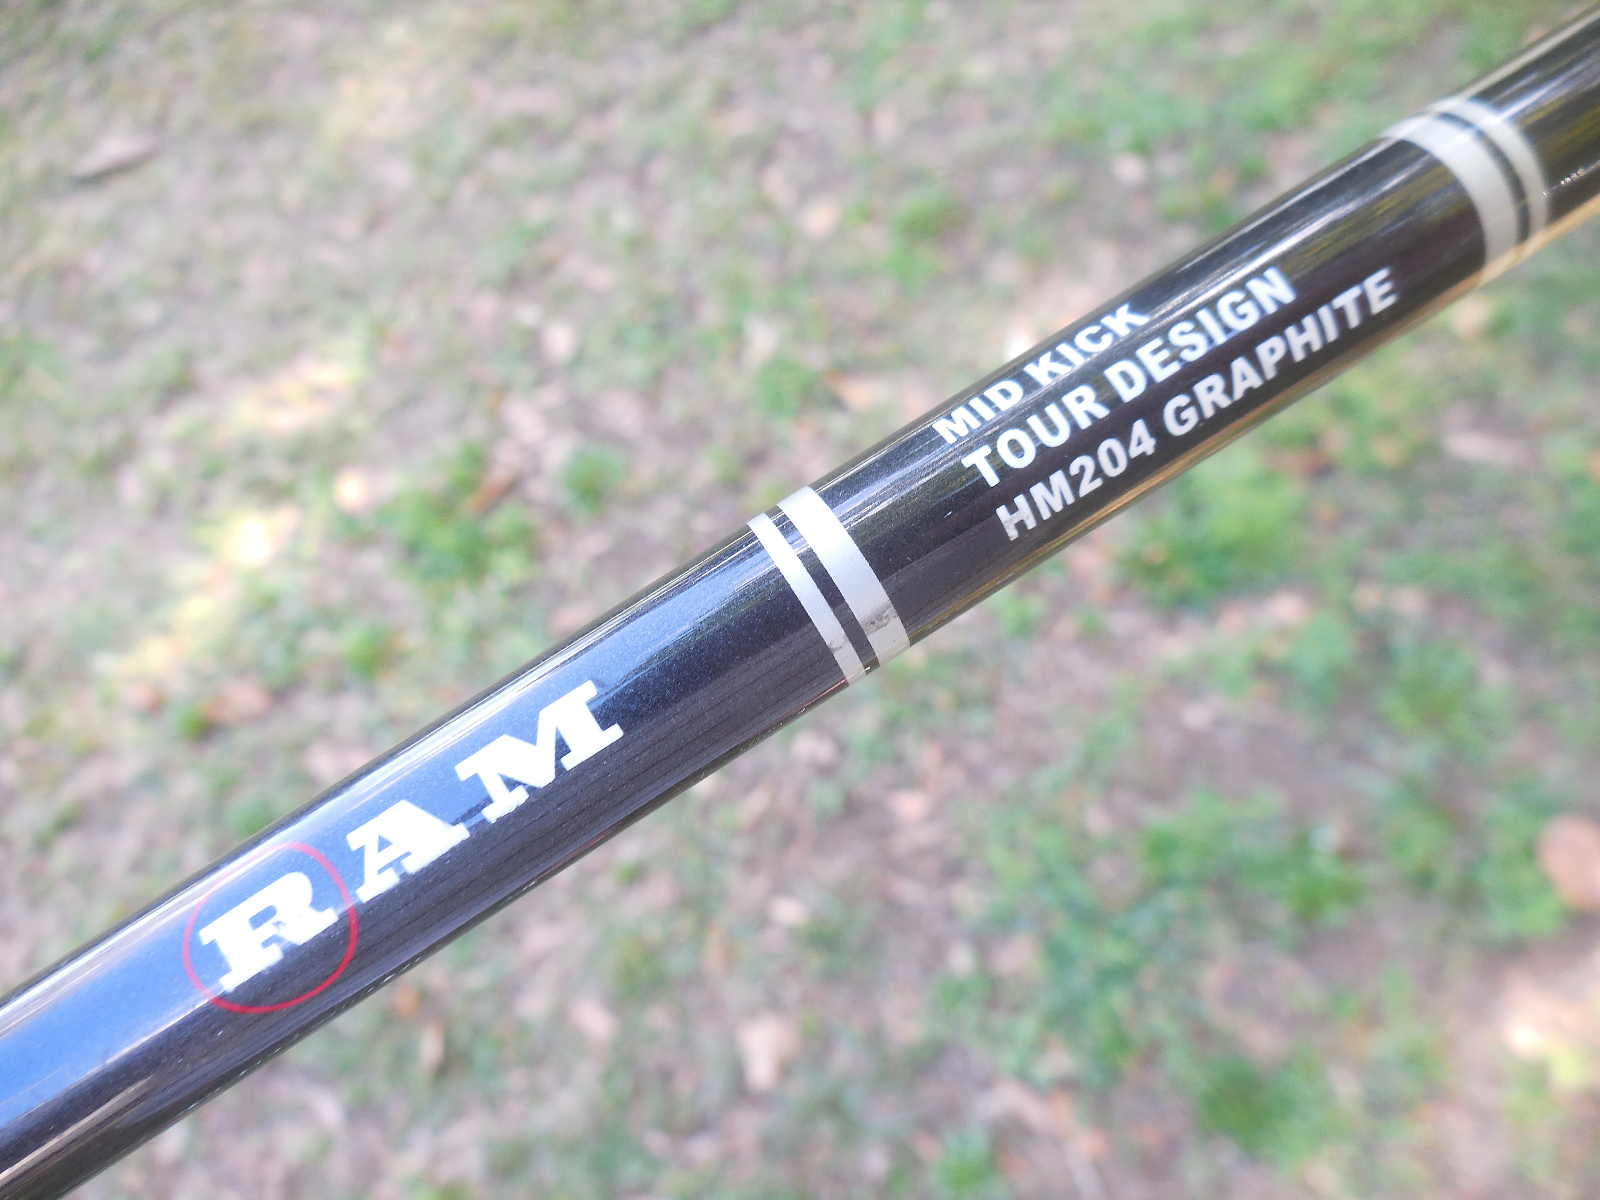 RAM
MID KICK
TOUR DESIGN
HM204 GRAPHITE